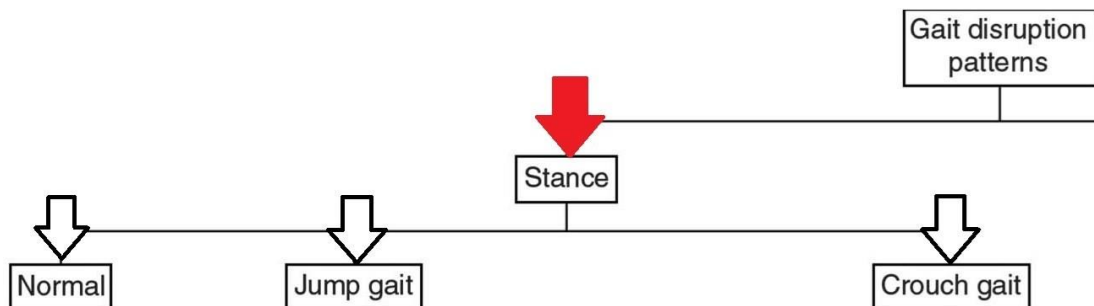 Gait disruption
patterns
Stance
Normal
Jump gait
Crouch gait